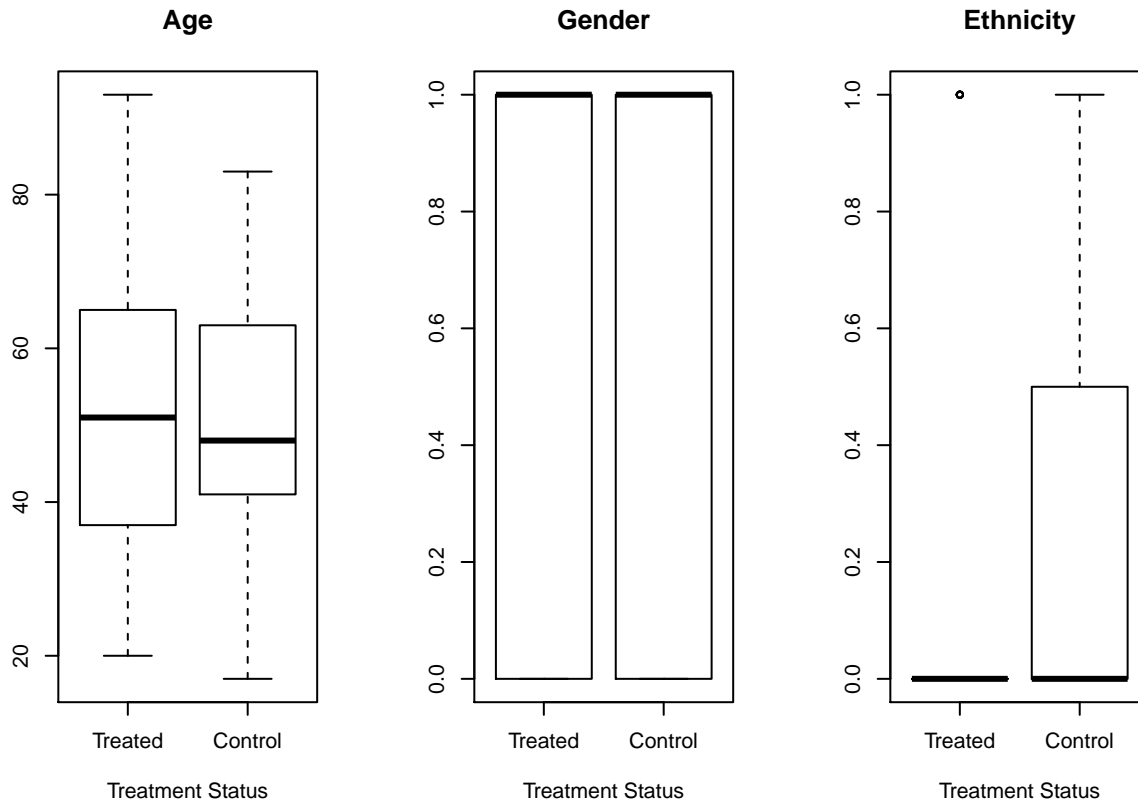 Age
80
60
40
20
Treated Control
Treatment Status
Gender
1.0
0.8
0.6
0.4
0.2
0.0
Treated Control
Treatment Status
Ethnicity
1.0
0.8
0.6
0.4
0.2
0.0
Treated Control
Treatment Status